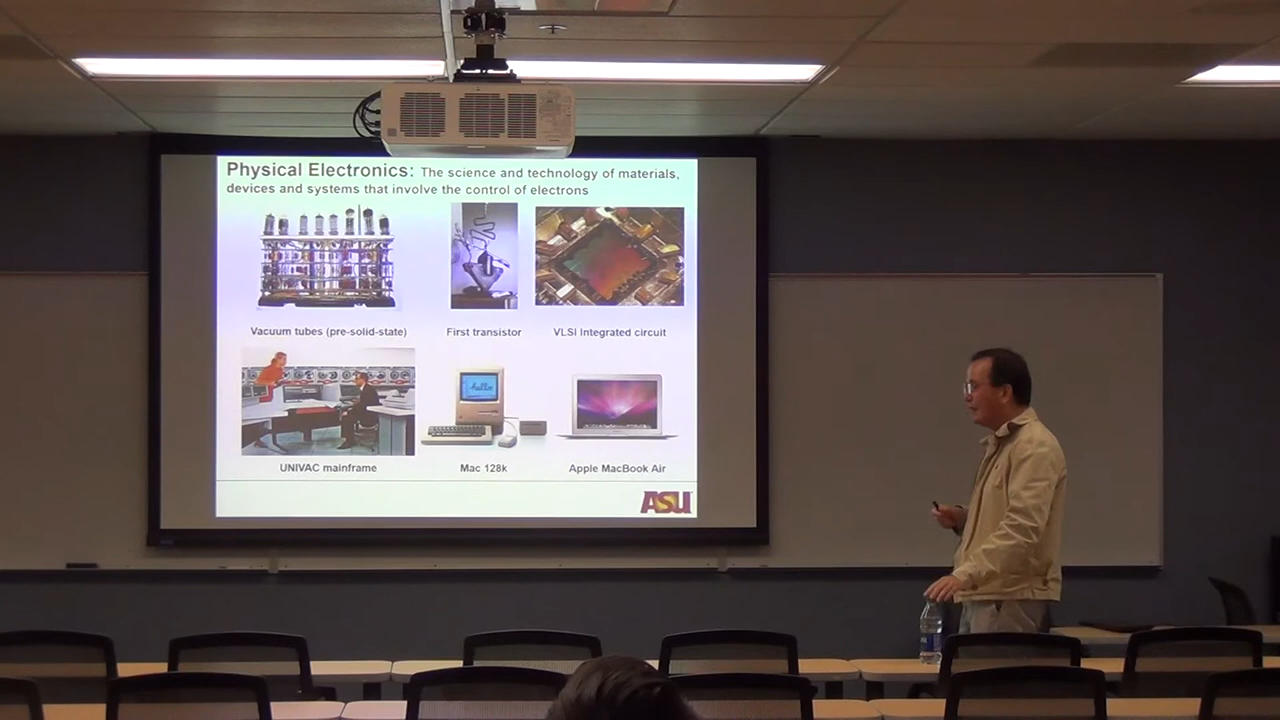 Physical Electronics: The science and technology of materials,
devices and systems that involve the control of electrons
Vacuum tubes (pre-solid-state)
First transistor
VLSI Integrated circuit
hello
UNIVAC mainframe
Mac 128k
Apple MacBook Air
ASU